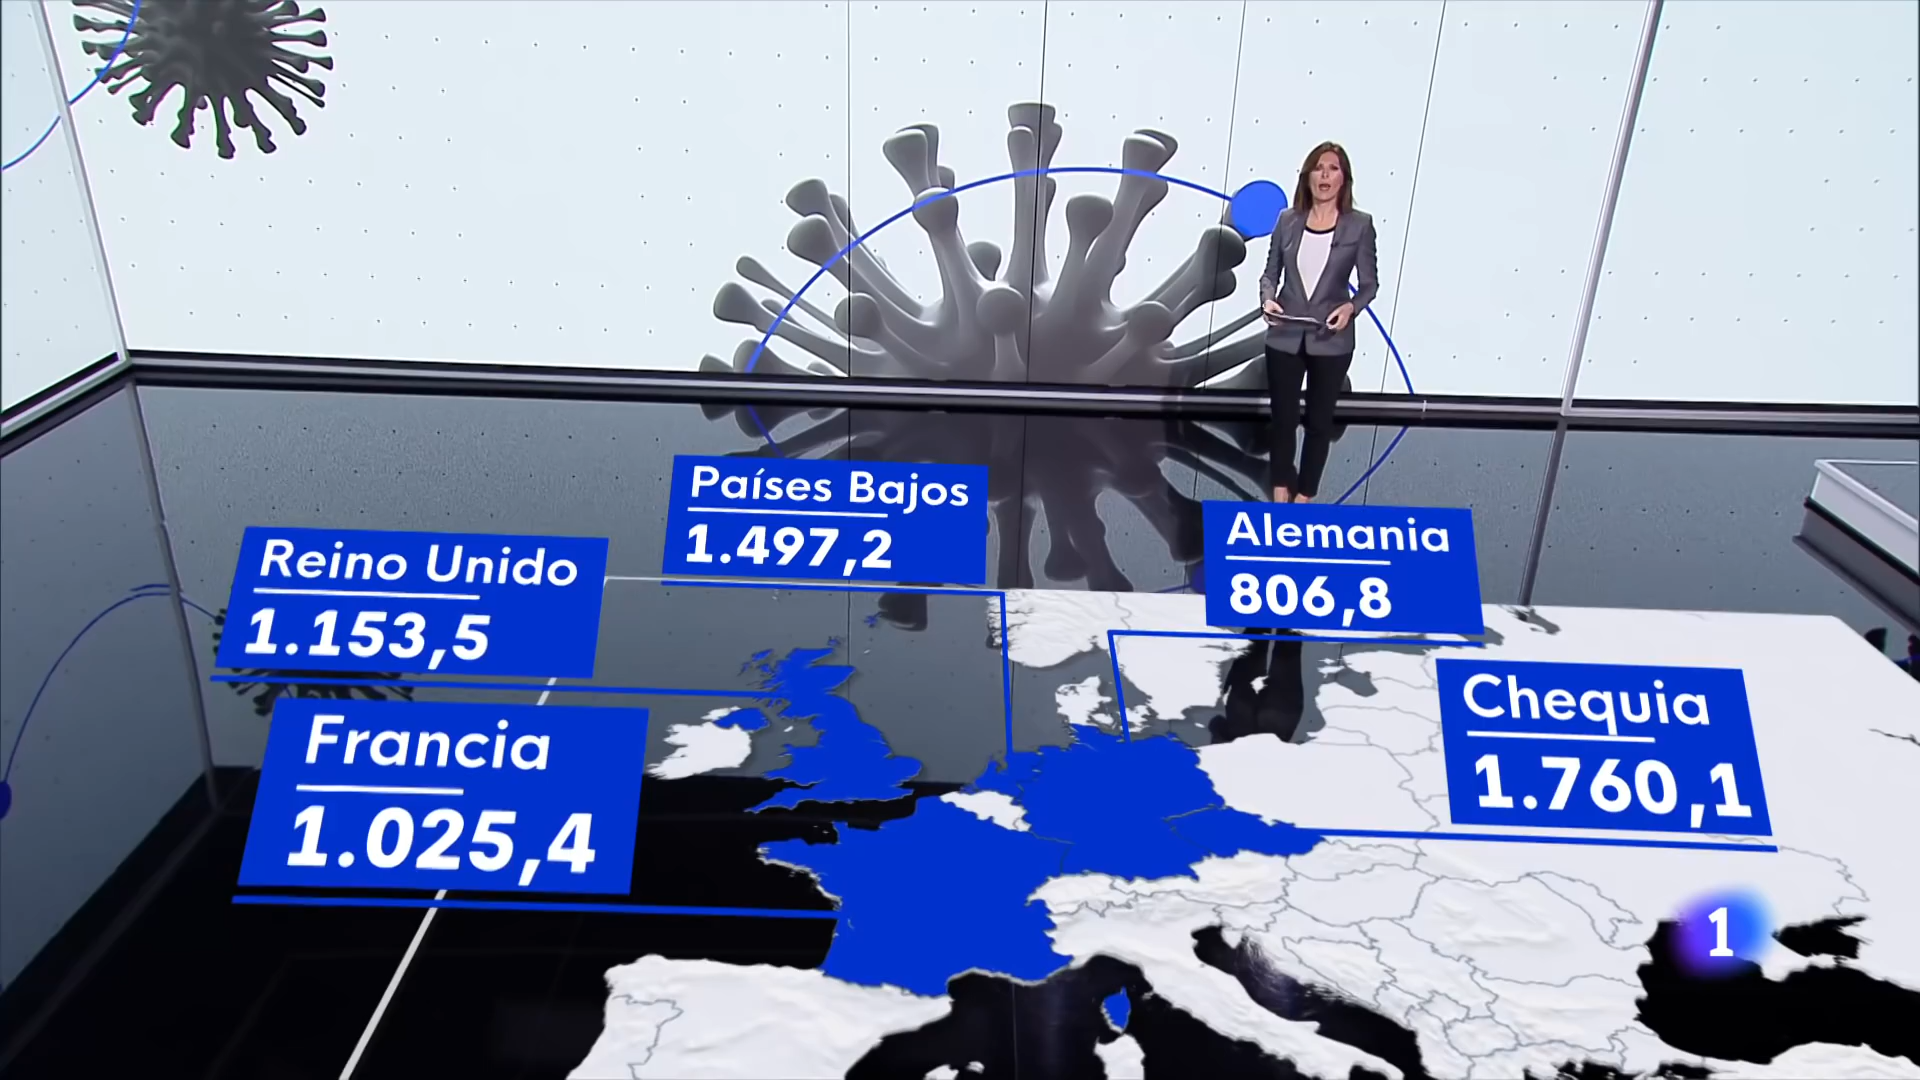 Países Bajos
1.497,2
Alemania
806,8
Reino Unido
1.153,5
Chequia
1.760,1
Francia
1.025,4
1